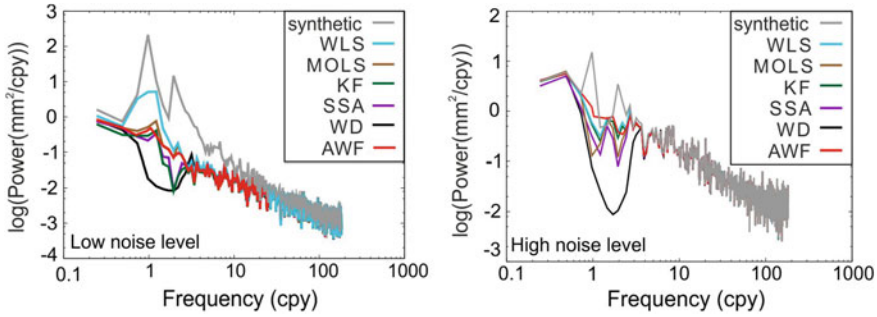 log(Power(mm²/cpy))
3
2
1
0
-1
-2
-3
-4
synthetic
WLS
MOLS
KF
SSA
WD
AWF
Low noise level
0.1
1
10
100
1000
Frequency (cpy)
log(Power(mm²/cpy))
2
1
0
-1
-2
-3
synthetic
WLS
MOLS
KF
SSA
WD
AWF
High noise level
0.1
1
10
100
1000
Frequency (cpy)